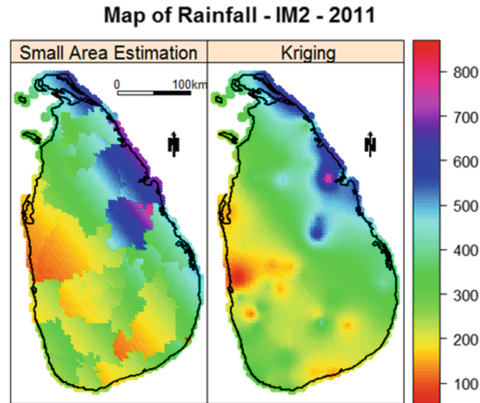 Map of Rainfall - IM2 - 2011
Small Area Estimation
Kriging
0 100km
N
N
800
700
600
500
400
300
200
100